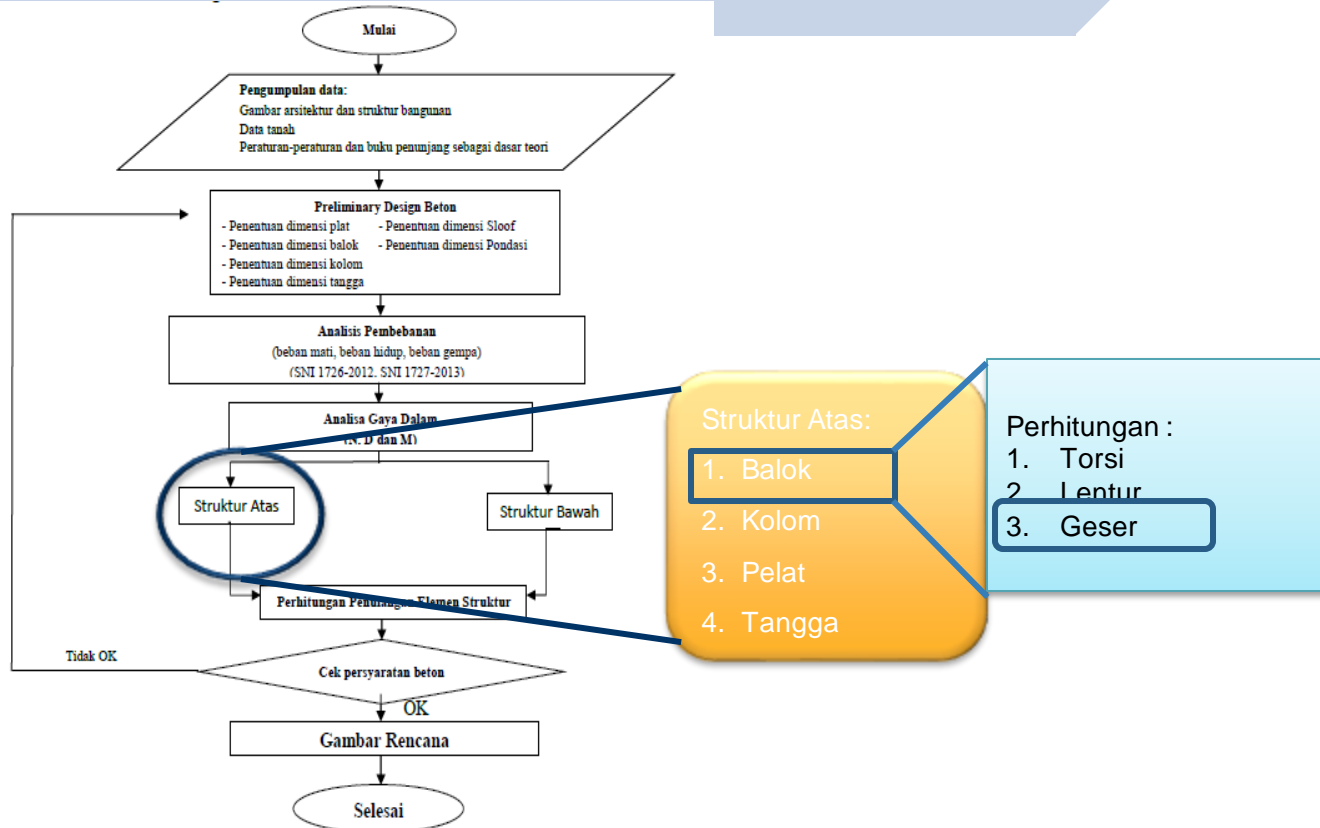 Mulai
Pengumpulan data:
Gambar arsitektur dan struktur bangunan
Data tanah
Peraturan-peraturan dan buku penunjang sebagai dasar teori
Preliminary Design Beton
- Penentuan dimensi plat - Penentuan dimensi Sloof
- Penentuan dimensi balok - Penentuan dimensi Pondasi
- Penentuan dimensi kolom
- Penentuan dimensi tangga
Analisis Pembebanan
(beban mati, beban hidup, beban gempa)
(SNI 1726-2012, SNI 1727-2013)
Analisa Gaya Dalam
(N, D dan M)
Struktur Atas
Struktur Bawah
Perhitungan Penulangan Elemen Struktur
Tidak OK
Cek persyaratan beton
OK
Gambar Rencana
Selesai
Struktur Atas:
1. Balok
2. Kolom
3. Pelat
4. Tangga
Perhitungan :
1. Torsi
2. Lentur
3. Geser